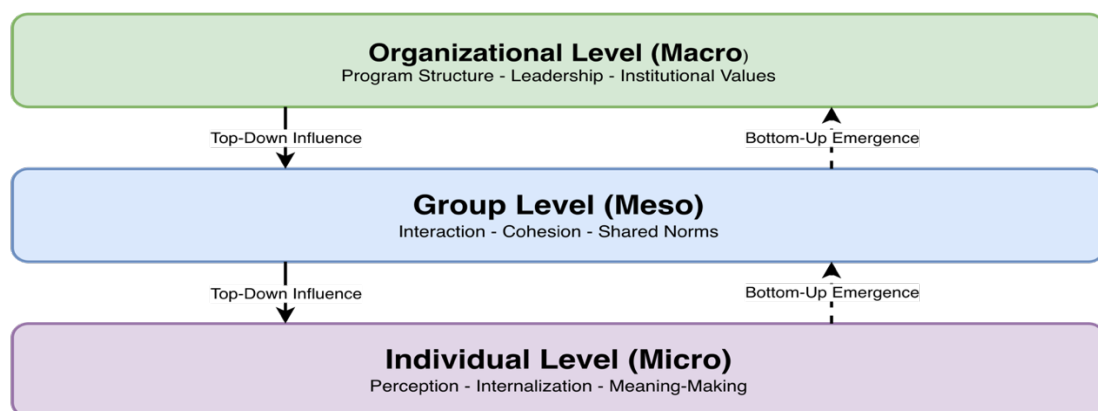 Organizational Level (Macro)
Program Structure - Leadership - Institutional Values
Top-Down Influence
Bottom-Up Emergence
Group Level (Meso)
Interaction - Cohesion - Shared Norms
Top-Down Influence
Bottom-Up Emergence
Individual Level (Micro)
Perception - Internalization - Meaning-Making